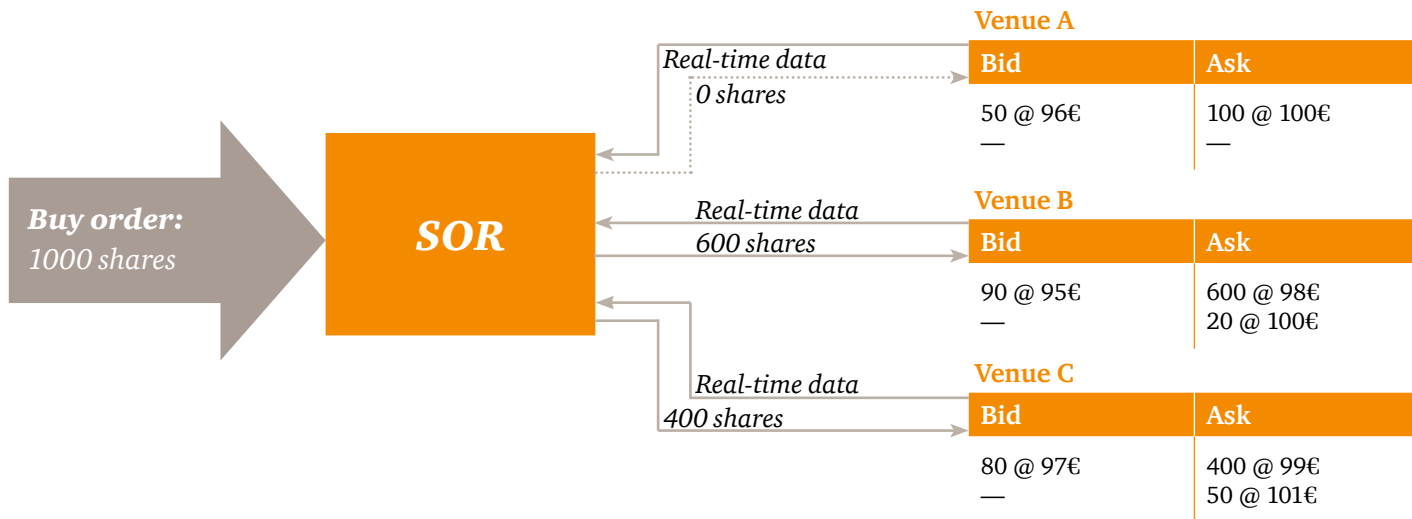 Buy order:
1000 shares
SOR
Real-time data
0 shares
Real-time data
600 shares
Real-time data
400 shares
Venue A
Bid Ask
50 @ 96€ 100 @ 100€
— —
Venue B
Bid Ask
90 @ 95€ 600 @ 98€
— 20 @ 100€
Venue C
Bid Ask
80 @ 97€ 400 @ 99€
— 50 @ 101€